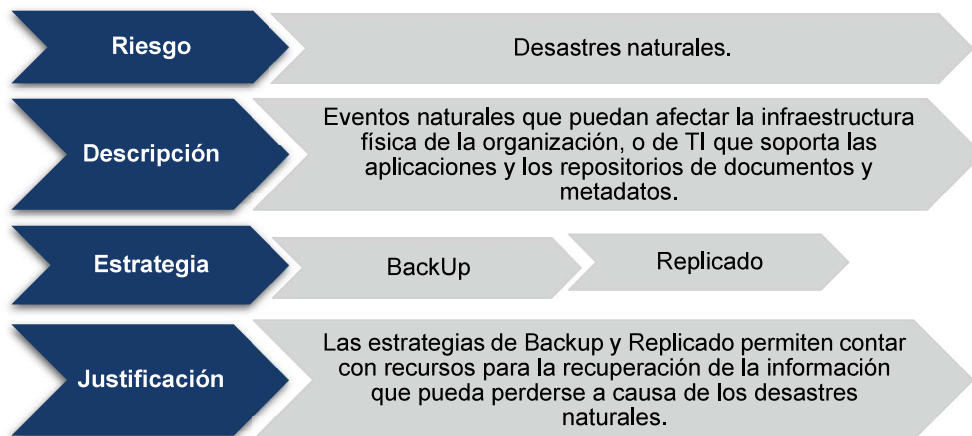 Riesgo
Desastres naturales.
Descripción
Eventos naturales que puedan afectar la infraestructura
física de la organización, o de TI que soporta las
aplicaciones y los repositorios de documentos y
metadatos.
Estrategia
BackUp
Replicado
Justificación
Las estrategias de Backup y Replicado permiten contar
con recursos para la recuperación de la información
que pueda perderse a causa de los desastres
naturales.